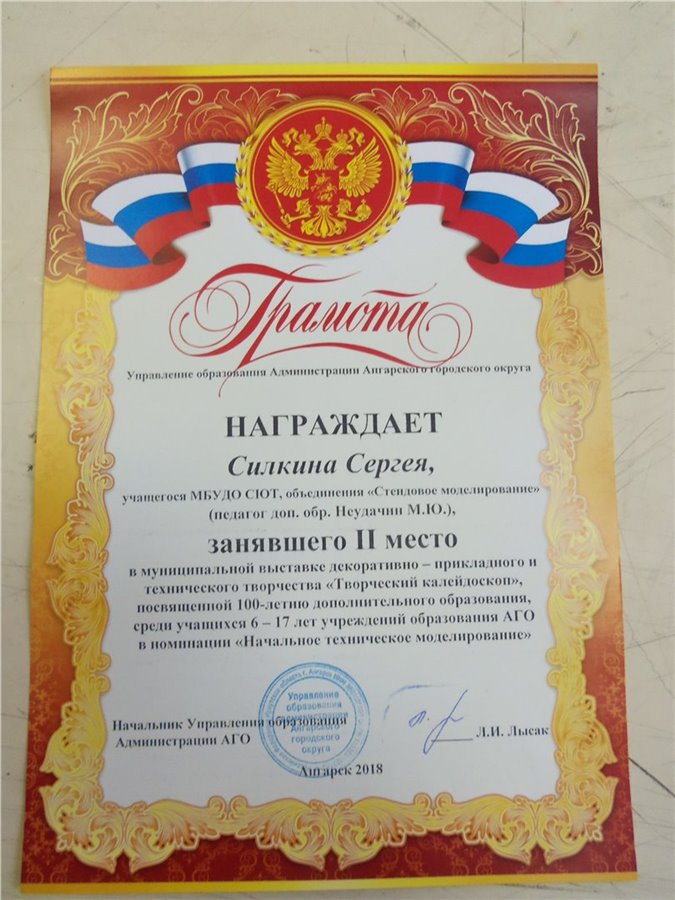 Грамота
Управление образования Администрации Ангарского городского округа
НАГРАЖДАЕТ
Силкина Сергея,
учащегося МБУДО СЮТ, объединения «Стендовое моделирование»
(педагог доп. обр. Неудачин М.Ю.),
занявшего II место
в муниципальной выставке декоративно – прикладного и
технического творчества «Творческий калейдоскоп»,
посвященной 100-летию дополнительного образования,
среди учащихся 6 – 17 лет учреждений образования АГО
в номинации «Начальное техническое моделирование»
Управление
образования
администрации
Ангарского
городского
округа
Начальник Управления образования
Администрации АГО
Л.И. Лысак
Ангарск 2018